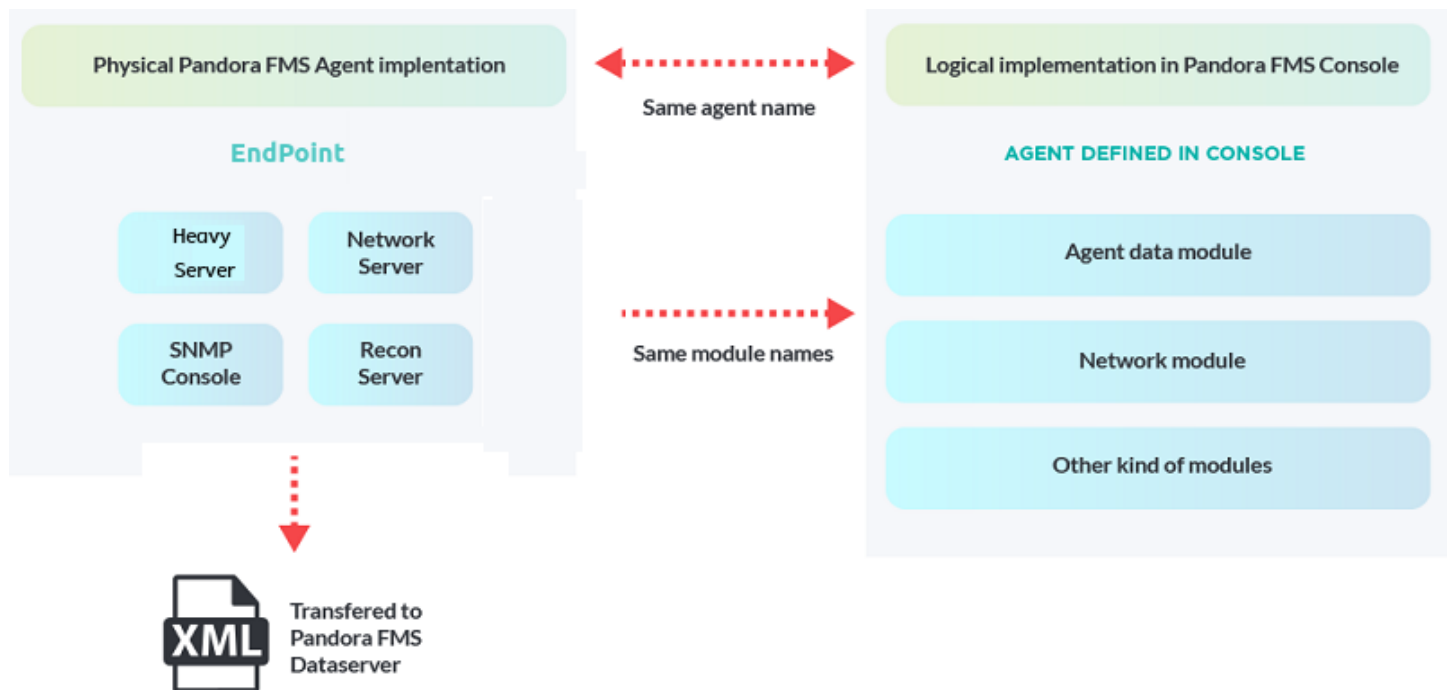 Physical Pandora FMS Agent implentation
Same agent name
Logical implementation in Pandora FMS Console
EndPoint
AGENT DEFINED IN CONSOLE
Heavy
Server
Network
Server
SNMP
Console
Recon
Server
Same module names
Agent data module
Network module
Other kind of modules
XML
Transfered to
Pandora FMS
Dataserver